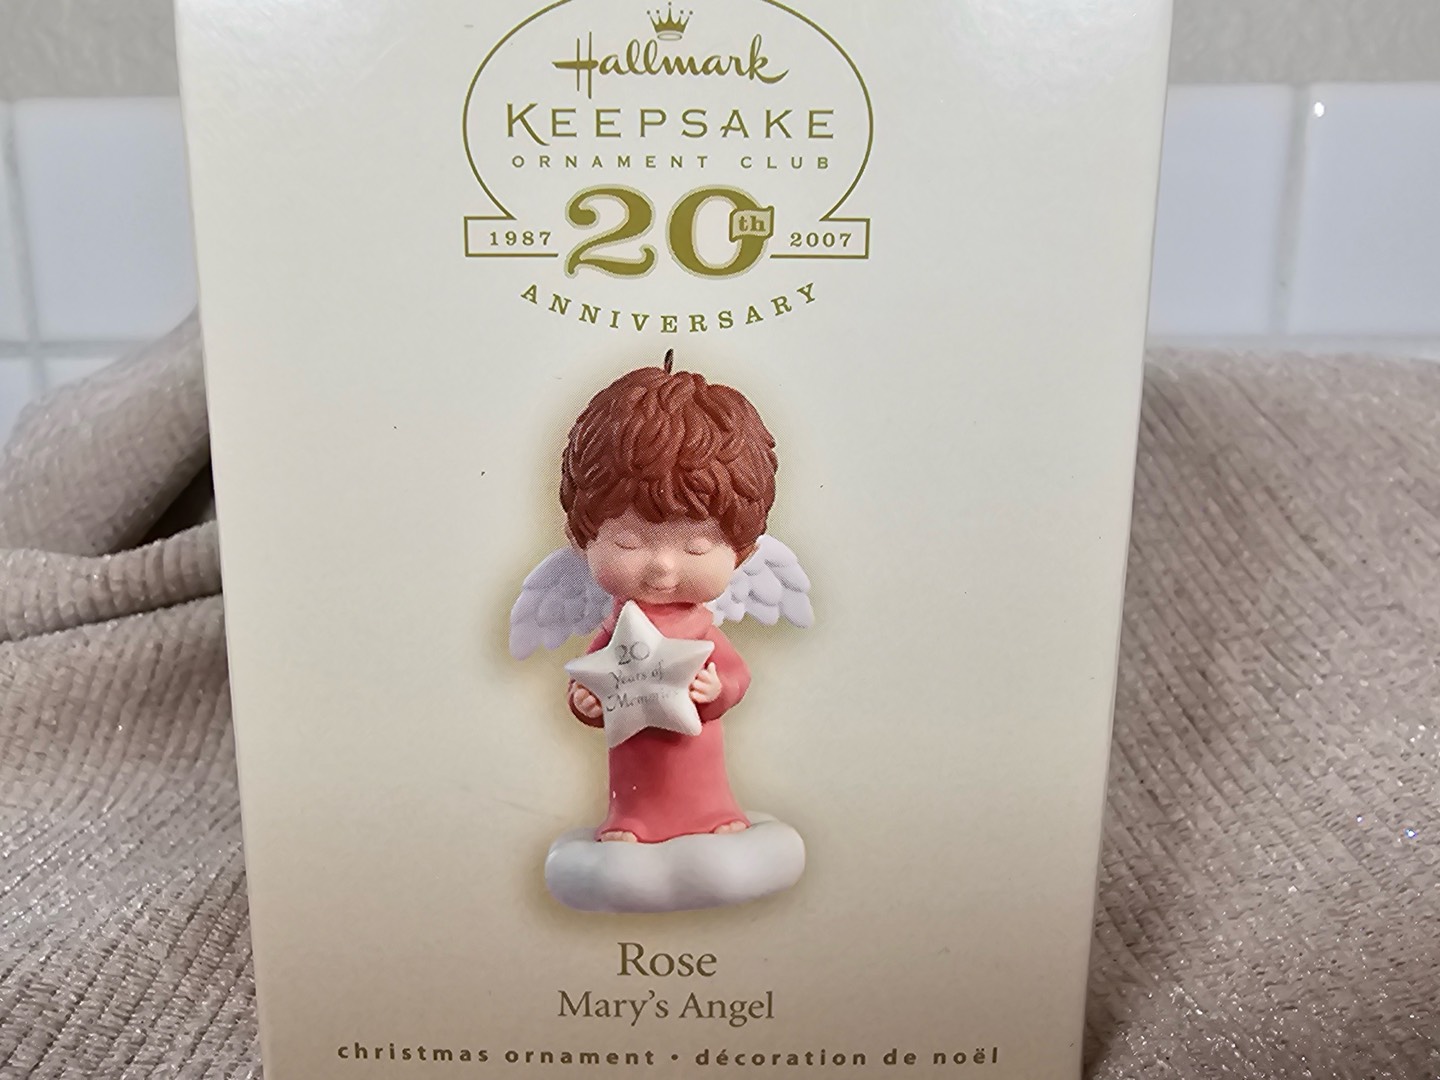 Hallmark
KEEPSAKE
ORNAMENT CLUB
1987 20th 2007
ANNIVERSARY
20
Years of
Memories
Rose
Mary's Angel
christmas ornament • décoration de noël